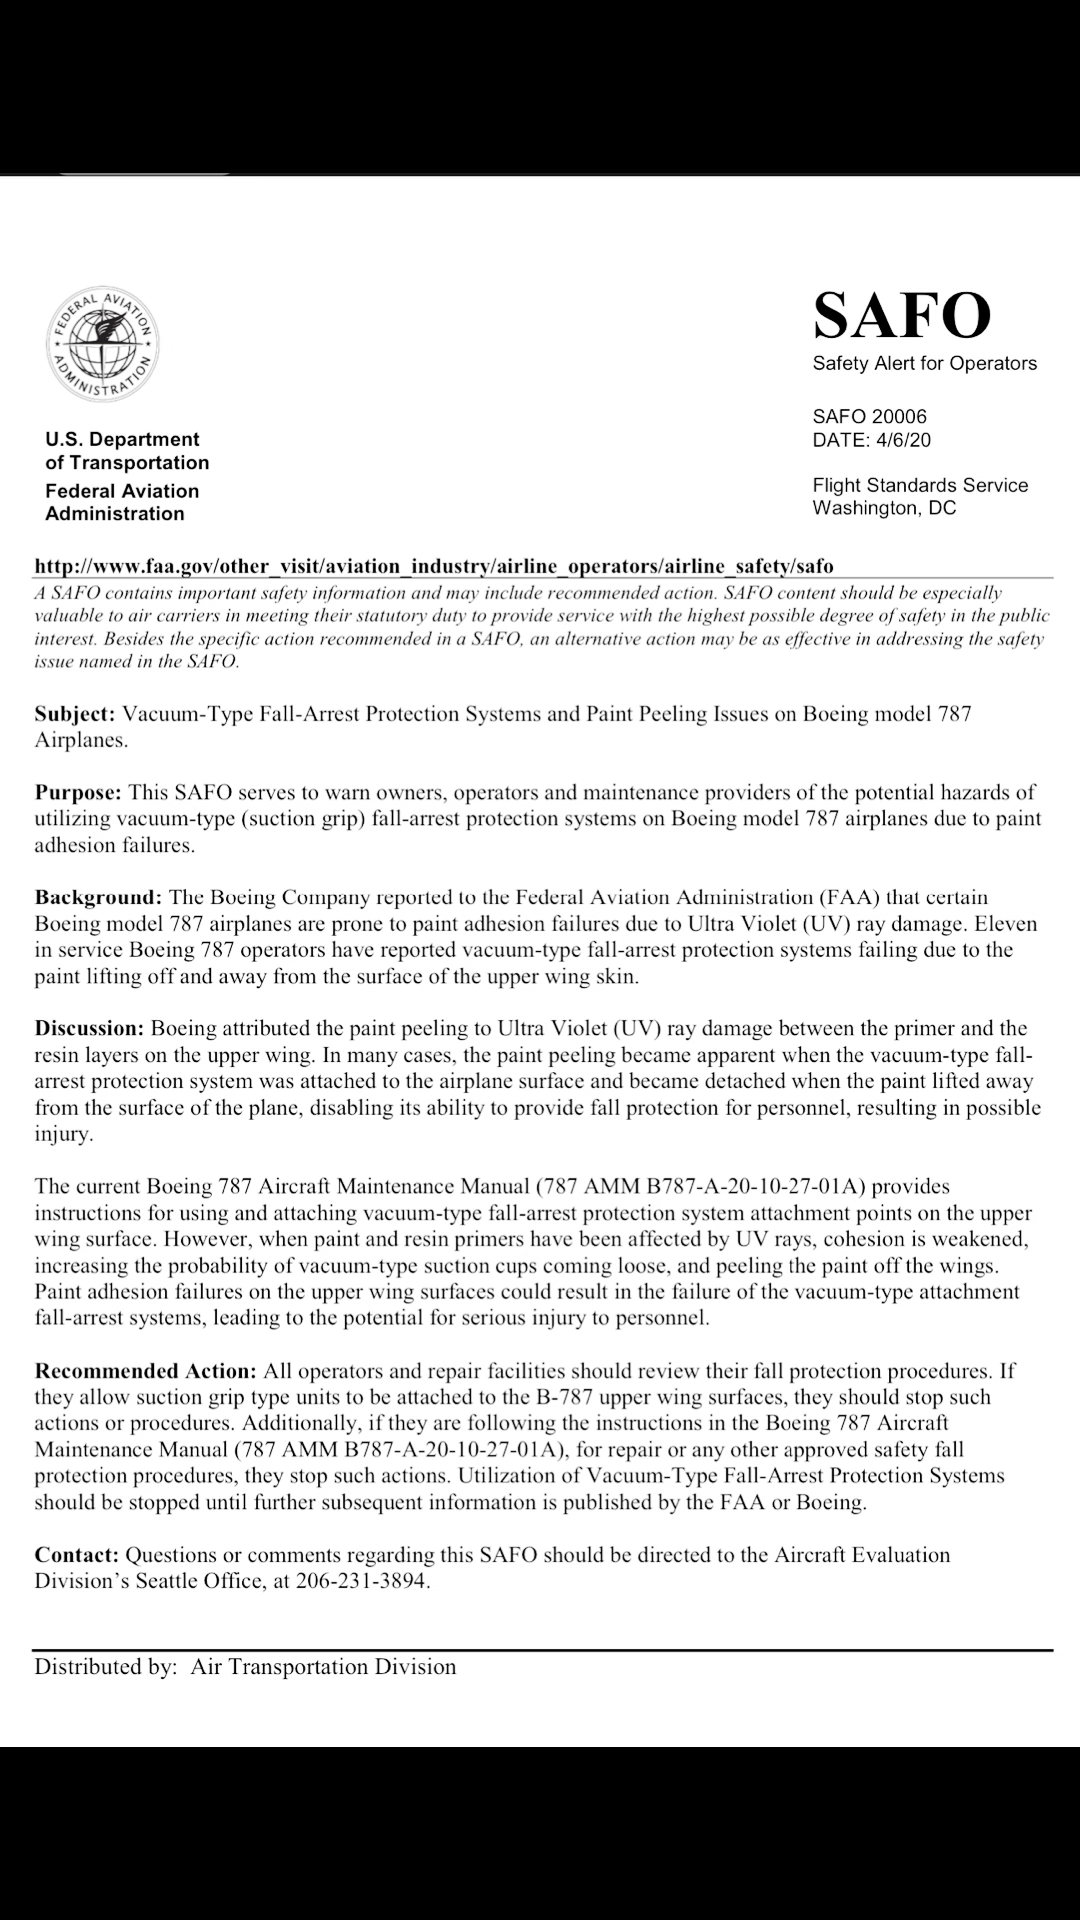 FEDERAL AVIATION
ADMINISTRATION
SAFO
Safety Alert for Operators
SAFO 20006
DATE: 4/6/20
Flight Standards Service
Washington, DC
U.S. Department
of Transportation
Federal Aviation
Administration
http://www.faa.gov/other_visit/aviation_industry/airline_operators/airline_safety/safo
A SAFO contains important safety information and may include recommended action. SAFO content should be especially
valuable to air carriers in meeting their statutory duty to provide service with the highest possible degree of safety in the public
interest. Besides the specific action recommended in a SAFO, an alternative action may be as effective in addressing the safety
issue named in the SAFO.
Subject: Vacuum-Type Fall-Arrest Protection Systems and Paint Peeling Issues on Boeing model 787
Airplanes.
Purpose: This SAFO serves to warn owners, operators and maintenance providers of the potential hazards of
utilizing vacuum-type (suction grip) fall-arrest protection systems on Boeing model 787 airplanes due to paint
adhesion failures.
Background: The Boeing Company reported to the Federal Aviation Administration (FAA) that certain
Boeing model 787 airplanes are prone to paint adhesion failures due to Ultra Violet (UV) ray damage. Eleven
in service Boeing 787 operators have reported vacuum-type fall-arrest protection systems failing due to the
paint lifting off and away from the surface of the upper wing skin.
Discussion: Boeing attributed the paint peeling to Ultra Violet (UV) ray damage between the primer and the
resin layers on the upper wing. In many cases, the paint peeling became apparent when the vacuum-type fall-
arrest protection system was attached to the airplane surface and became detached when the paint lifted away
from the surface of the plane, disabling its ability to provide fall protection for personnel, resulting in possible
injury.
The current Boeing 787 Aircraft Maintenance Manual (787 AMM B787-A-20-10-27-01A) provides
instructions for using and attaching vacuum-type fall-arrest protection system attachment points on the upper
wing surface. However, when paint and resin primers have been affected by UV rays, cohesion is weakened,
increasing the probability of vacuum-type suction cups coming loose, and peeling the paint off the wings.
Paint adhesion failures on the upper wing surfaces could result in the failure of the vacuum-type attachment
fall-arrest systems, leading to the potential for serious injury to personnel.
Recommended Action: All operators and repair facilities should review their fall protection procedures. If
they allow suction grip type units to be attached to the B-787 upper wing surfaces, they should stop such
actions or procedures. Additionally, if they are following the instructions in the Boeing 787 Aircraft
Maintenance Manual (787 AMM B787-A-20-10-27-01A), for repair or any other approved safety fall
protection procedures, they stop such actions. Utilization of Vacuum-Type Fall-Arrest Protection Systems
should be stopped until further subsequent information is published by the FAA or Boeing.
Contact: Questions or comments regarding this SAFO should be directed to the Aircraft Evaluation
Division's Seattle Office, at 206-231-3894.
Distributed by: Air Transportation Division